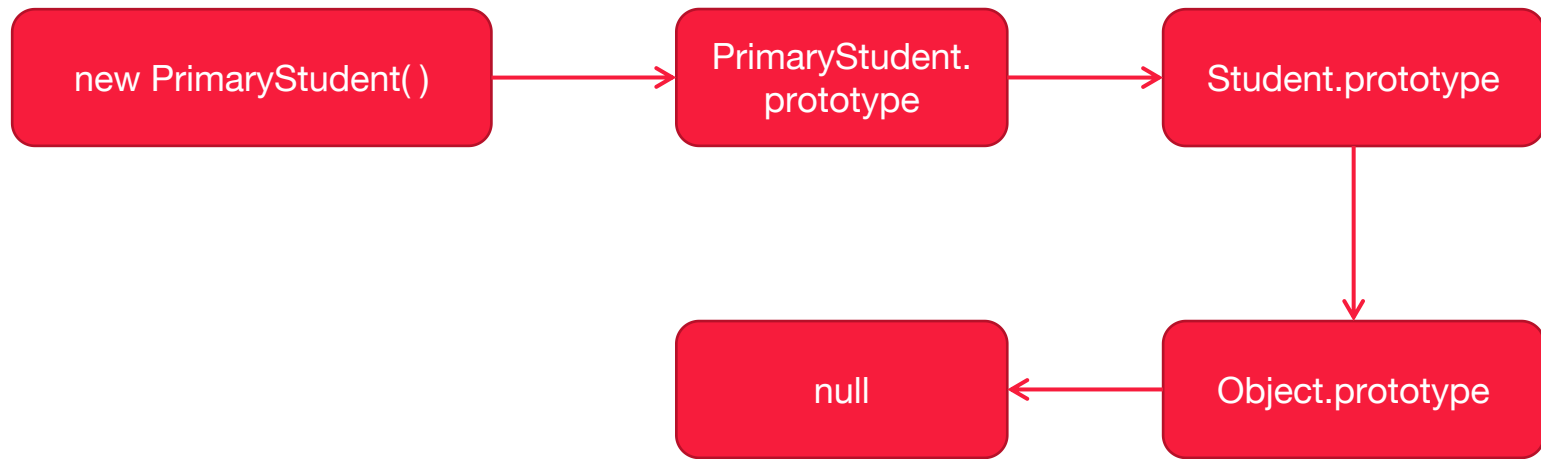 new PrimaryStudent( )
PrimaryStudent.
prototype
Student.prototype
null
Object.prototype